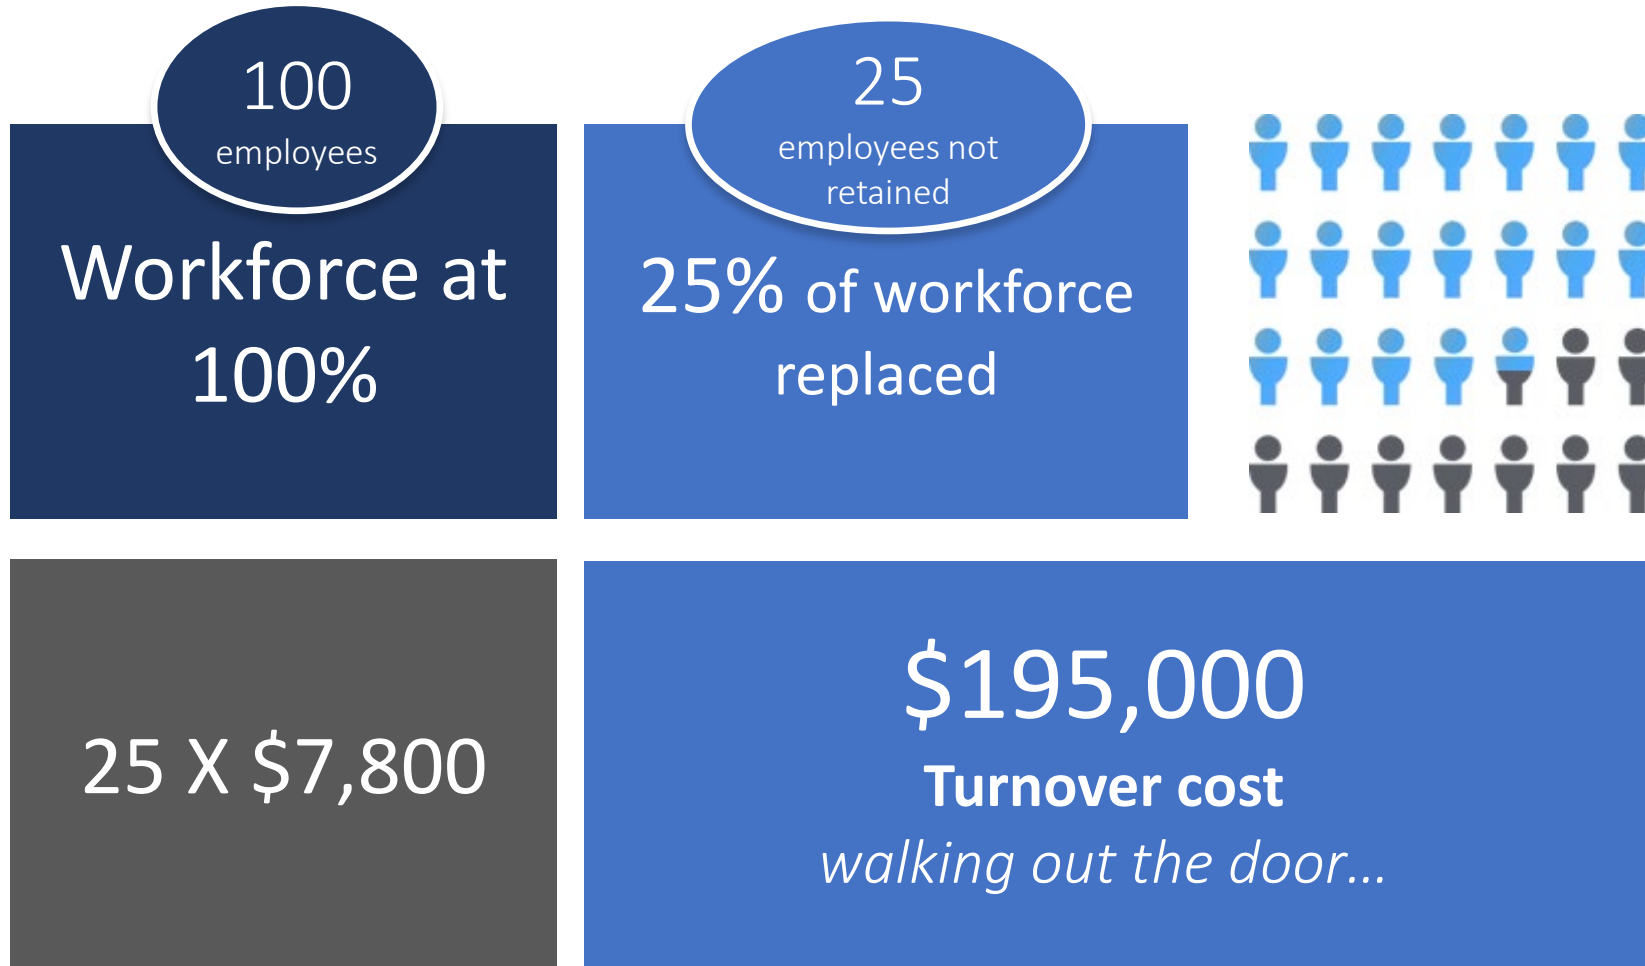 100
employees
Workforce at
100%
25
employees not
retained
25% of workforce
replaced
25 X $7,800
$195,000
Turnover cost
walking out the door...